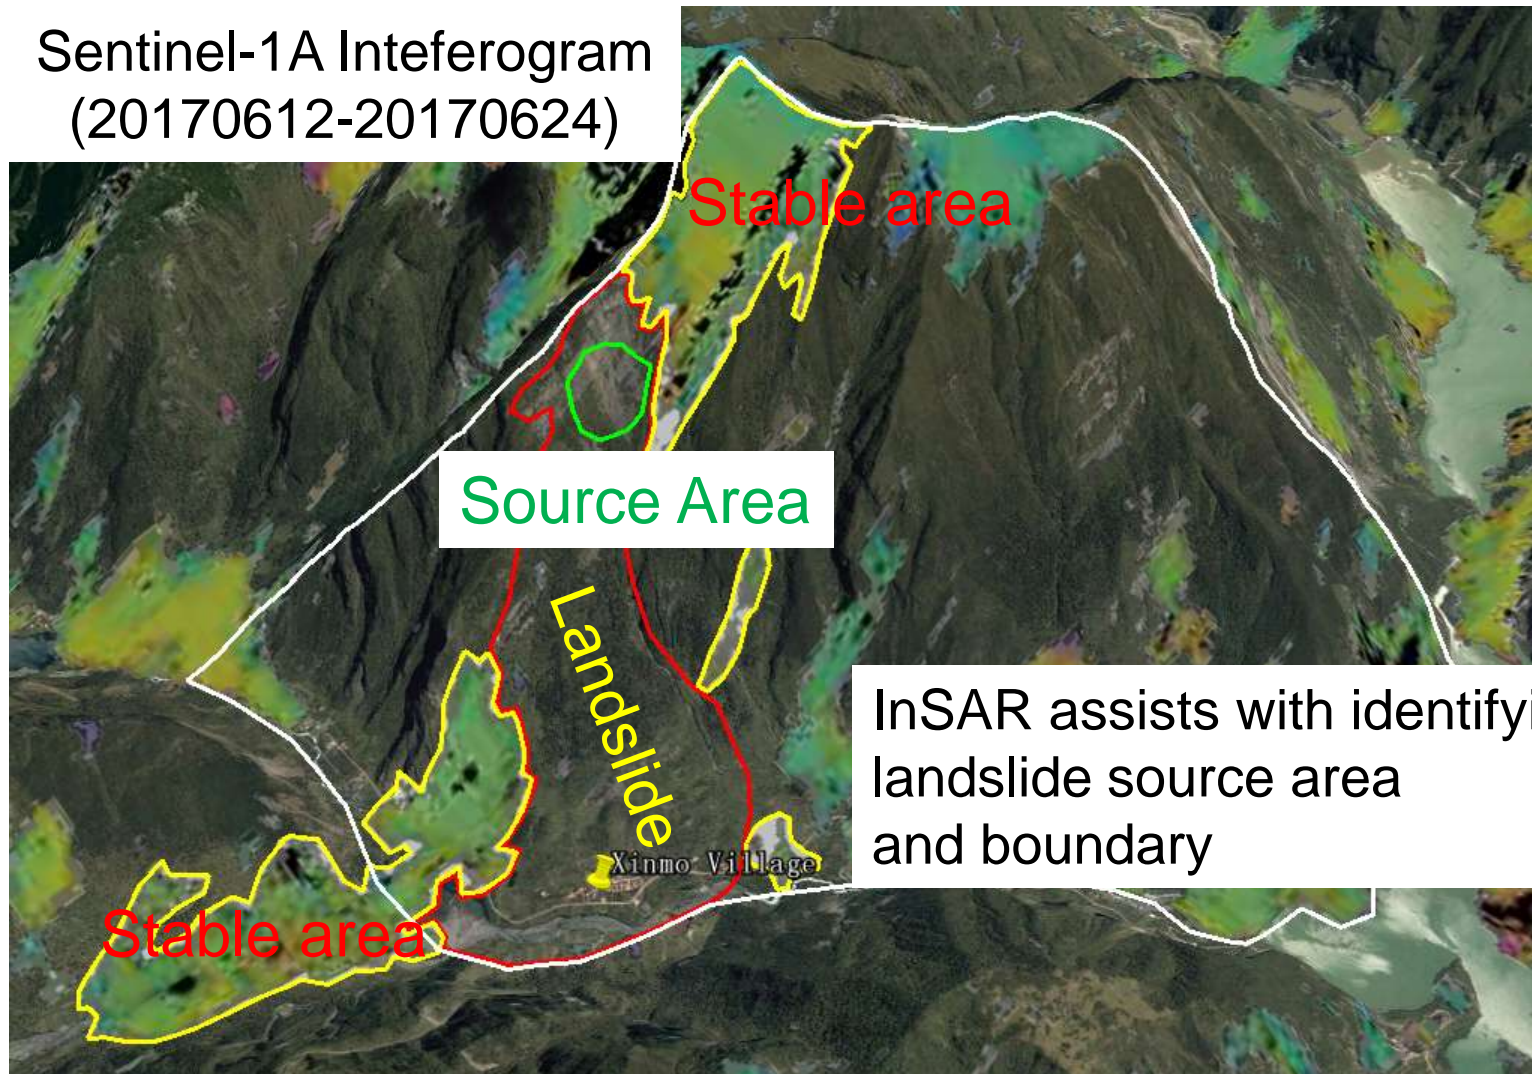 Sentinel-1A Inteferogram
(20170612-20170624)
Stable area
Source Area
Landslide
InSAR assists with identifyi
landslide source area
and boundary
Xinmo Village
Stable area